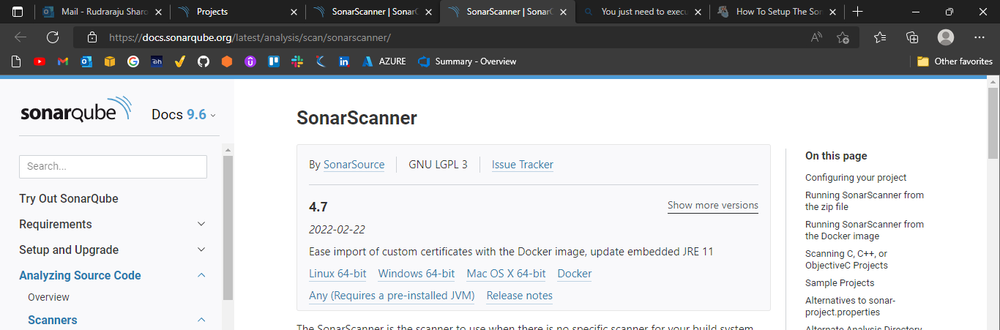 Mail - Rudraraju Sharo
Projects
SonarScanner | SonarQ
SonarScanner | SonarQ
You just need to execu
How To Setup The Son
https://docs.sonarqube.org/latest/analysis/scan/sonarscanner/
AZURE
Summary - Overview
Other favorites
sonarqube
Docs 9.6
Search...
Try Out SonarQube
Requirements
Setup and Upgrade
Analyzing Source Code
Overview
Scanners
SonarScanner
By SonarSource
GNU LGPL 3
Issue Tracker
4.7
Show more versions
2022-02-22
Ease import of custom certificates with the Docker image, update embedded JRE 11
Linux 64-bit Windows 64-bit Mac OS X 64-bit Docker
Any (Requires a pre-installed JVM) Release notes
The SonarScanner is the scanner to use when there is no specific scanner for your build system.
On this page
Configuring your project
Running SonarScanner from
the zip file
Running SonarScanner from
the Docker image
Scanning C, C++, or
ObjectiveC Projects
Sample Projects
Alternatives to sonar-
project.properties
Alternate Analysis Directory